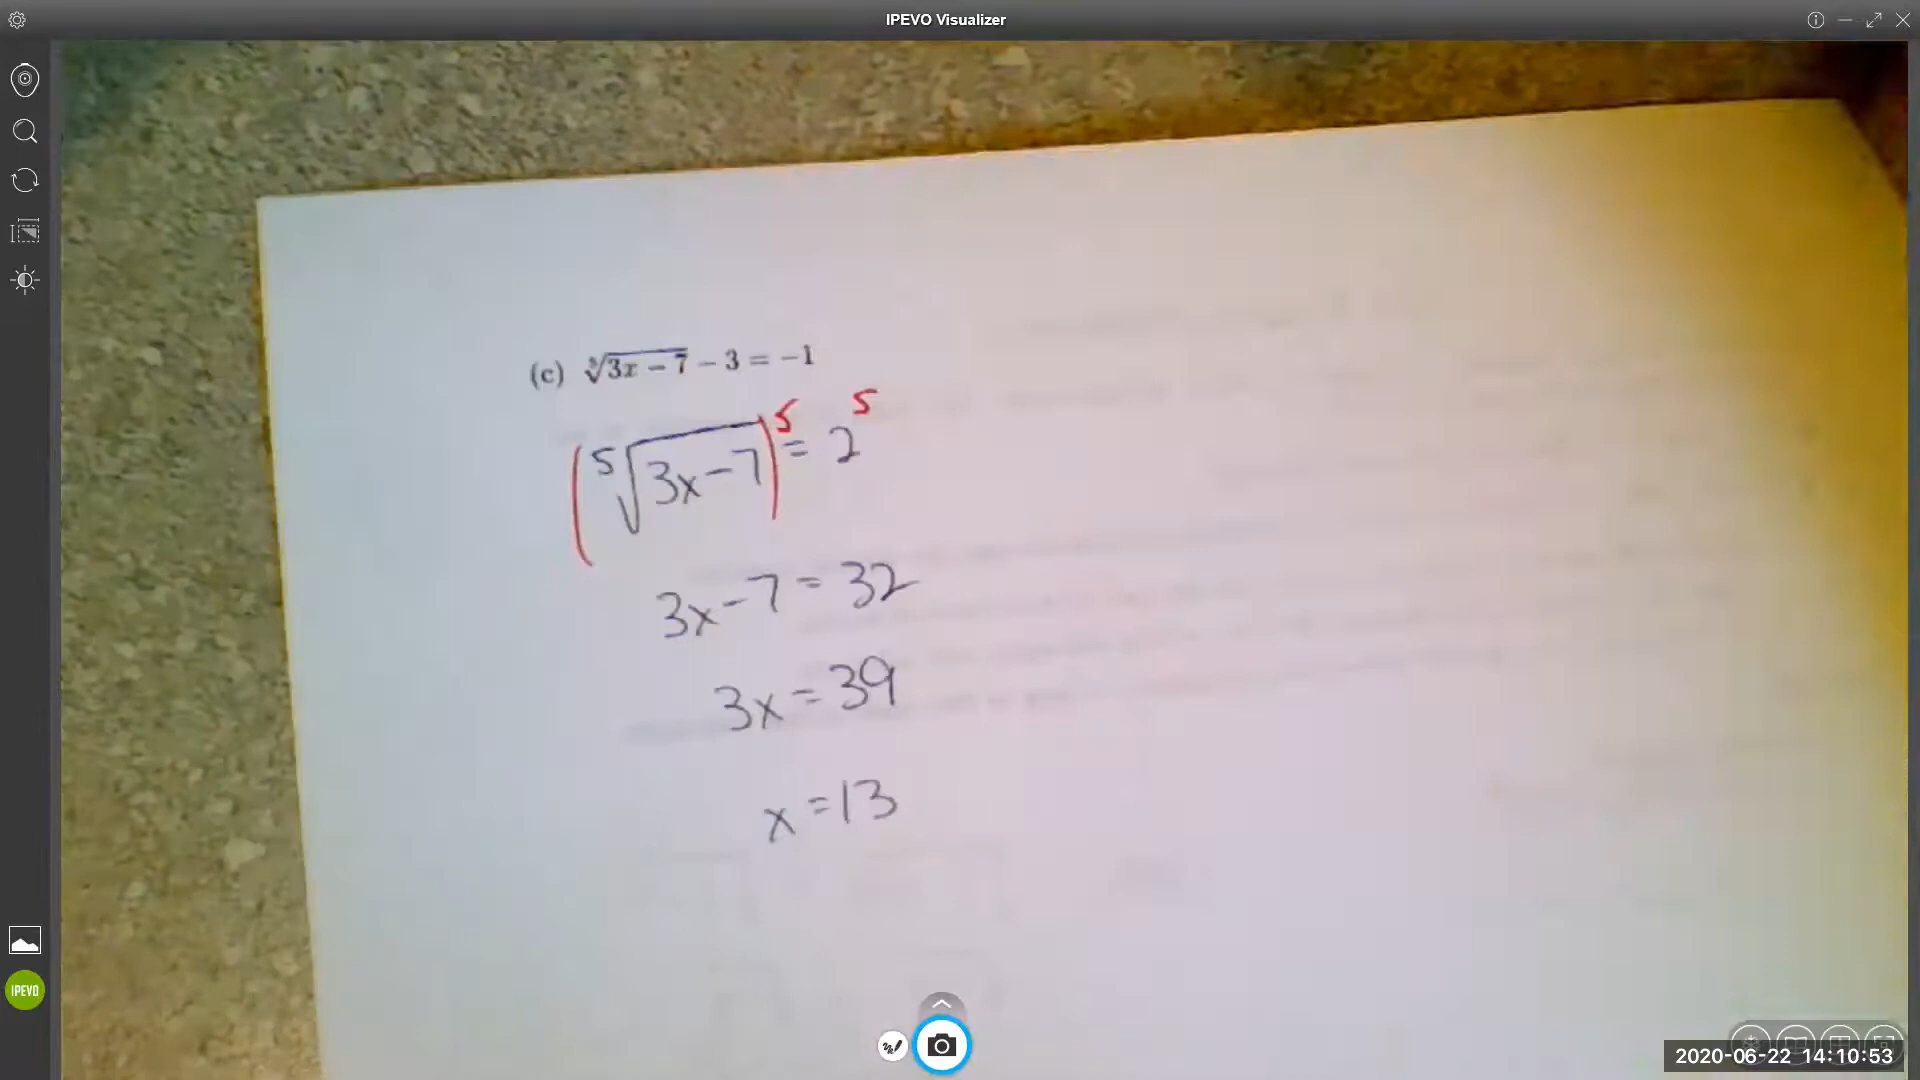 IPEVO Visualizer
(c) ⁵√3x − 7 − 3 = −1
(⁵√3x−7)⁵ = 2⁵
3x−7 = 32
3x = 39
x = 13
IPEVO
2020-06-22 14:10:53